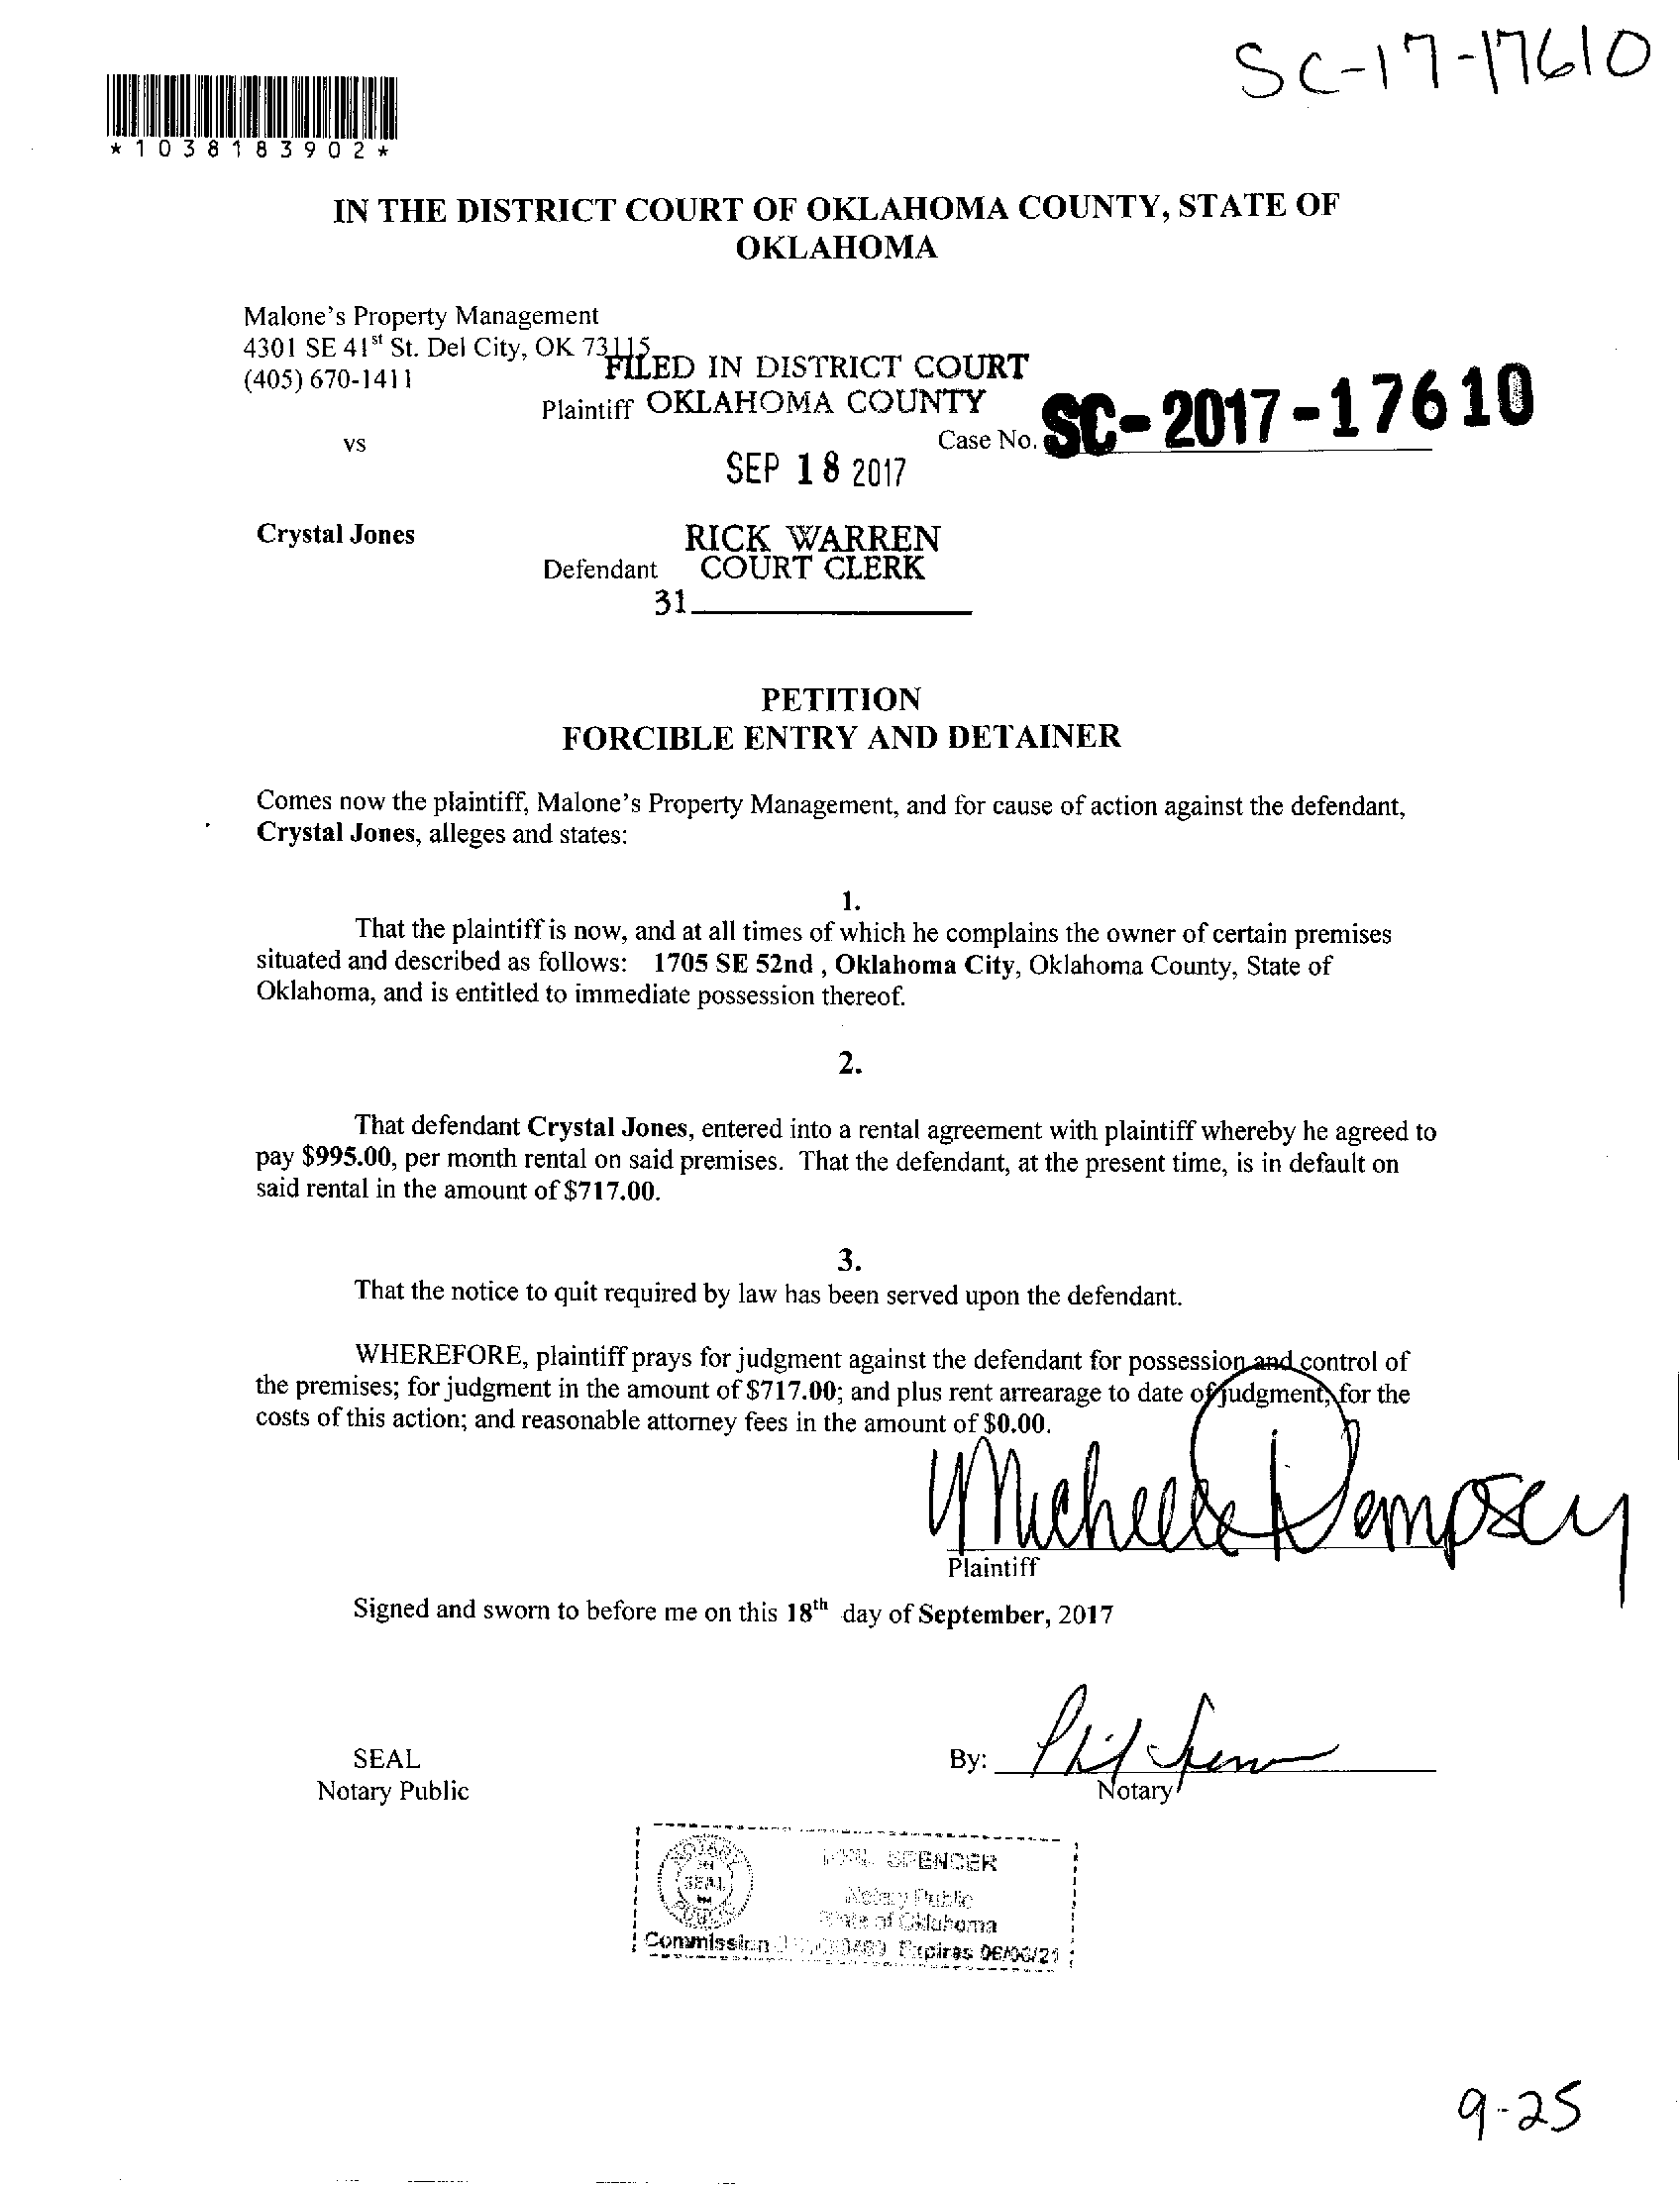 SC-17-17610
*1038183902*
IN THE DISTRICT COURT OF OKLAHOMA COUNTY, STATE OF
OKLAHOMA
Malone's Property Management
4301 SE 41st St. Del City, OK 73115
(405) 670-1411
FILED IN DISTRICT COURT
Plaintiff OKLAHOMA COUNTY
vs
Case No. SC-2017-17610
SEP 18 2017
Crystal Jones
RICK WARREN
Defendant COURT CLERK
31
PETITION
FORCIBLE ENTRY AND DETAINER
Comes now the plaintiff, Malone's Property Management, and for cause of action against the defendant,
Crystal Jones, alleges and states:
1.
That the plaintiff is now, and at all times of which he complains the owner of certain premises
situated and described as follows: 1705 SE 52nd , Oklahoma City, Oklahoma County, State of
Oklahoma, and is entitled to immediate possession thereof.
2.
That defendant Crystal Jones, entered into a rental agreement with plaintiff whereby he agreed to
pay $995.00, per month rental on said premises. That the defendant, at the present time, is in default on
said rental in the amount of $717.00.
3.
That the notice to quit required by law has been served upon the defendant.
WHEREFORE, plaintiff prays for judgment against the defendant for possession and control of
the premises; for judgment in the amount of $717.00; and plus rent arrearage to date of judgment, for the
costs of this action; and reasonable attorney fees in the amount of $0.00.
Michelle Dempsey
Plaintiff
Signed and sworn to before me on this 18th day of September, 2017
SEAL
Notary Public
By: Phil Spencer
Notary
NOTARY
SEAL
PUBLIC
PHIL SPENCER
Notary Public
State of Oklahoma
Commission Expires 06/06/21
9-25